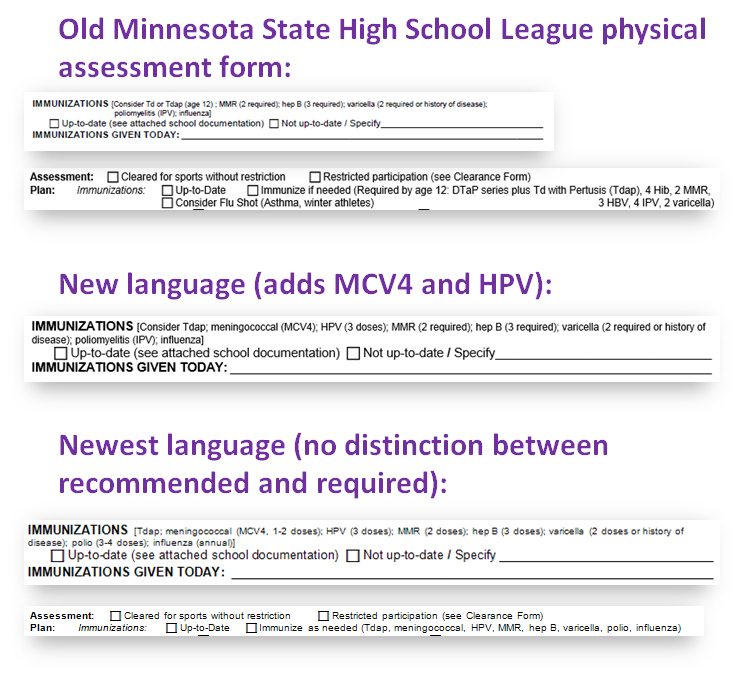 Old Minnesota State High School League physical
assessment form:
IMMUNIZATIONS [Consider Td or Tdap (age 12) ; MMR (2 required); hep B (3 required); varicella (2 required or history of disease);
poliomyelitis (IPV); influenza]
☐ Up-to-date (see attached school documentation) ☐ Not up-to-date / Specify
IMMUNIZATIONS GIVEN TODAY:
Assessment: ☐ Cleared for sports without restriction ☐ Restricted participation (see Clearance Form)
Plan: Immunizations: ☐ Up-to-Date ☐ Immunize if needed (Required by age 12: DTaP series plus Td with Pertusis (Tdap), 4 Hib, 2 MMR,
☐ Consider Flu Shot (Asthma, winter athletes) 3 HBV, 4 IPV, 2 varicella)
New language (adds MCV4 and HPV):
IMMUNIZATIONS [Consider Tdap; meningococcal (MCV4); HPV (3 doses); MMR (2 required); hep B (3 required); varicella (2 required or history of
disease); poliomyelitis (IPV); influenza]
☐ Up-to-date (see attached school documentation) ☐ Not up-to-date / Specify
IMMUNIZATIONS GIVEN TODAY:
Newest language (no distinction between
recommended and required):
IMMUNIZATIONS [Tdap; meningococcal (MCV4, 1-2 doses); HPV (3 doses); MMR (2 doses); hep B (3 doses); varicella (2 doses or history of
disease); polio (3-4 doses); influenza (annual)]
☐ Up-to-date (see attached school documentation) ☐ Not up-to-date / Specify
IMMUNIZATIONS GIVEN TODAY:
Assessment: ☐ Cleared for sports without restriction ☐ Restricted participation (see Clearance Form)
Plan: Immunizations: ☐ Up-to-Date ☐ Immunize as needed (Tdap, meningococcal, HPV, MMR, hep B, varicella, polio, influenza)